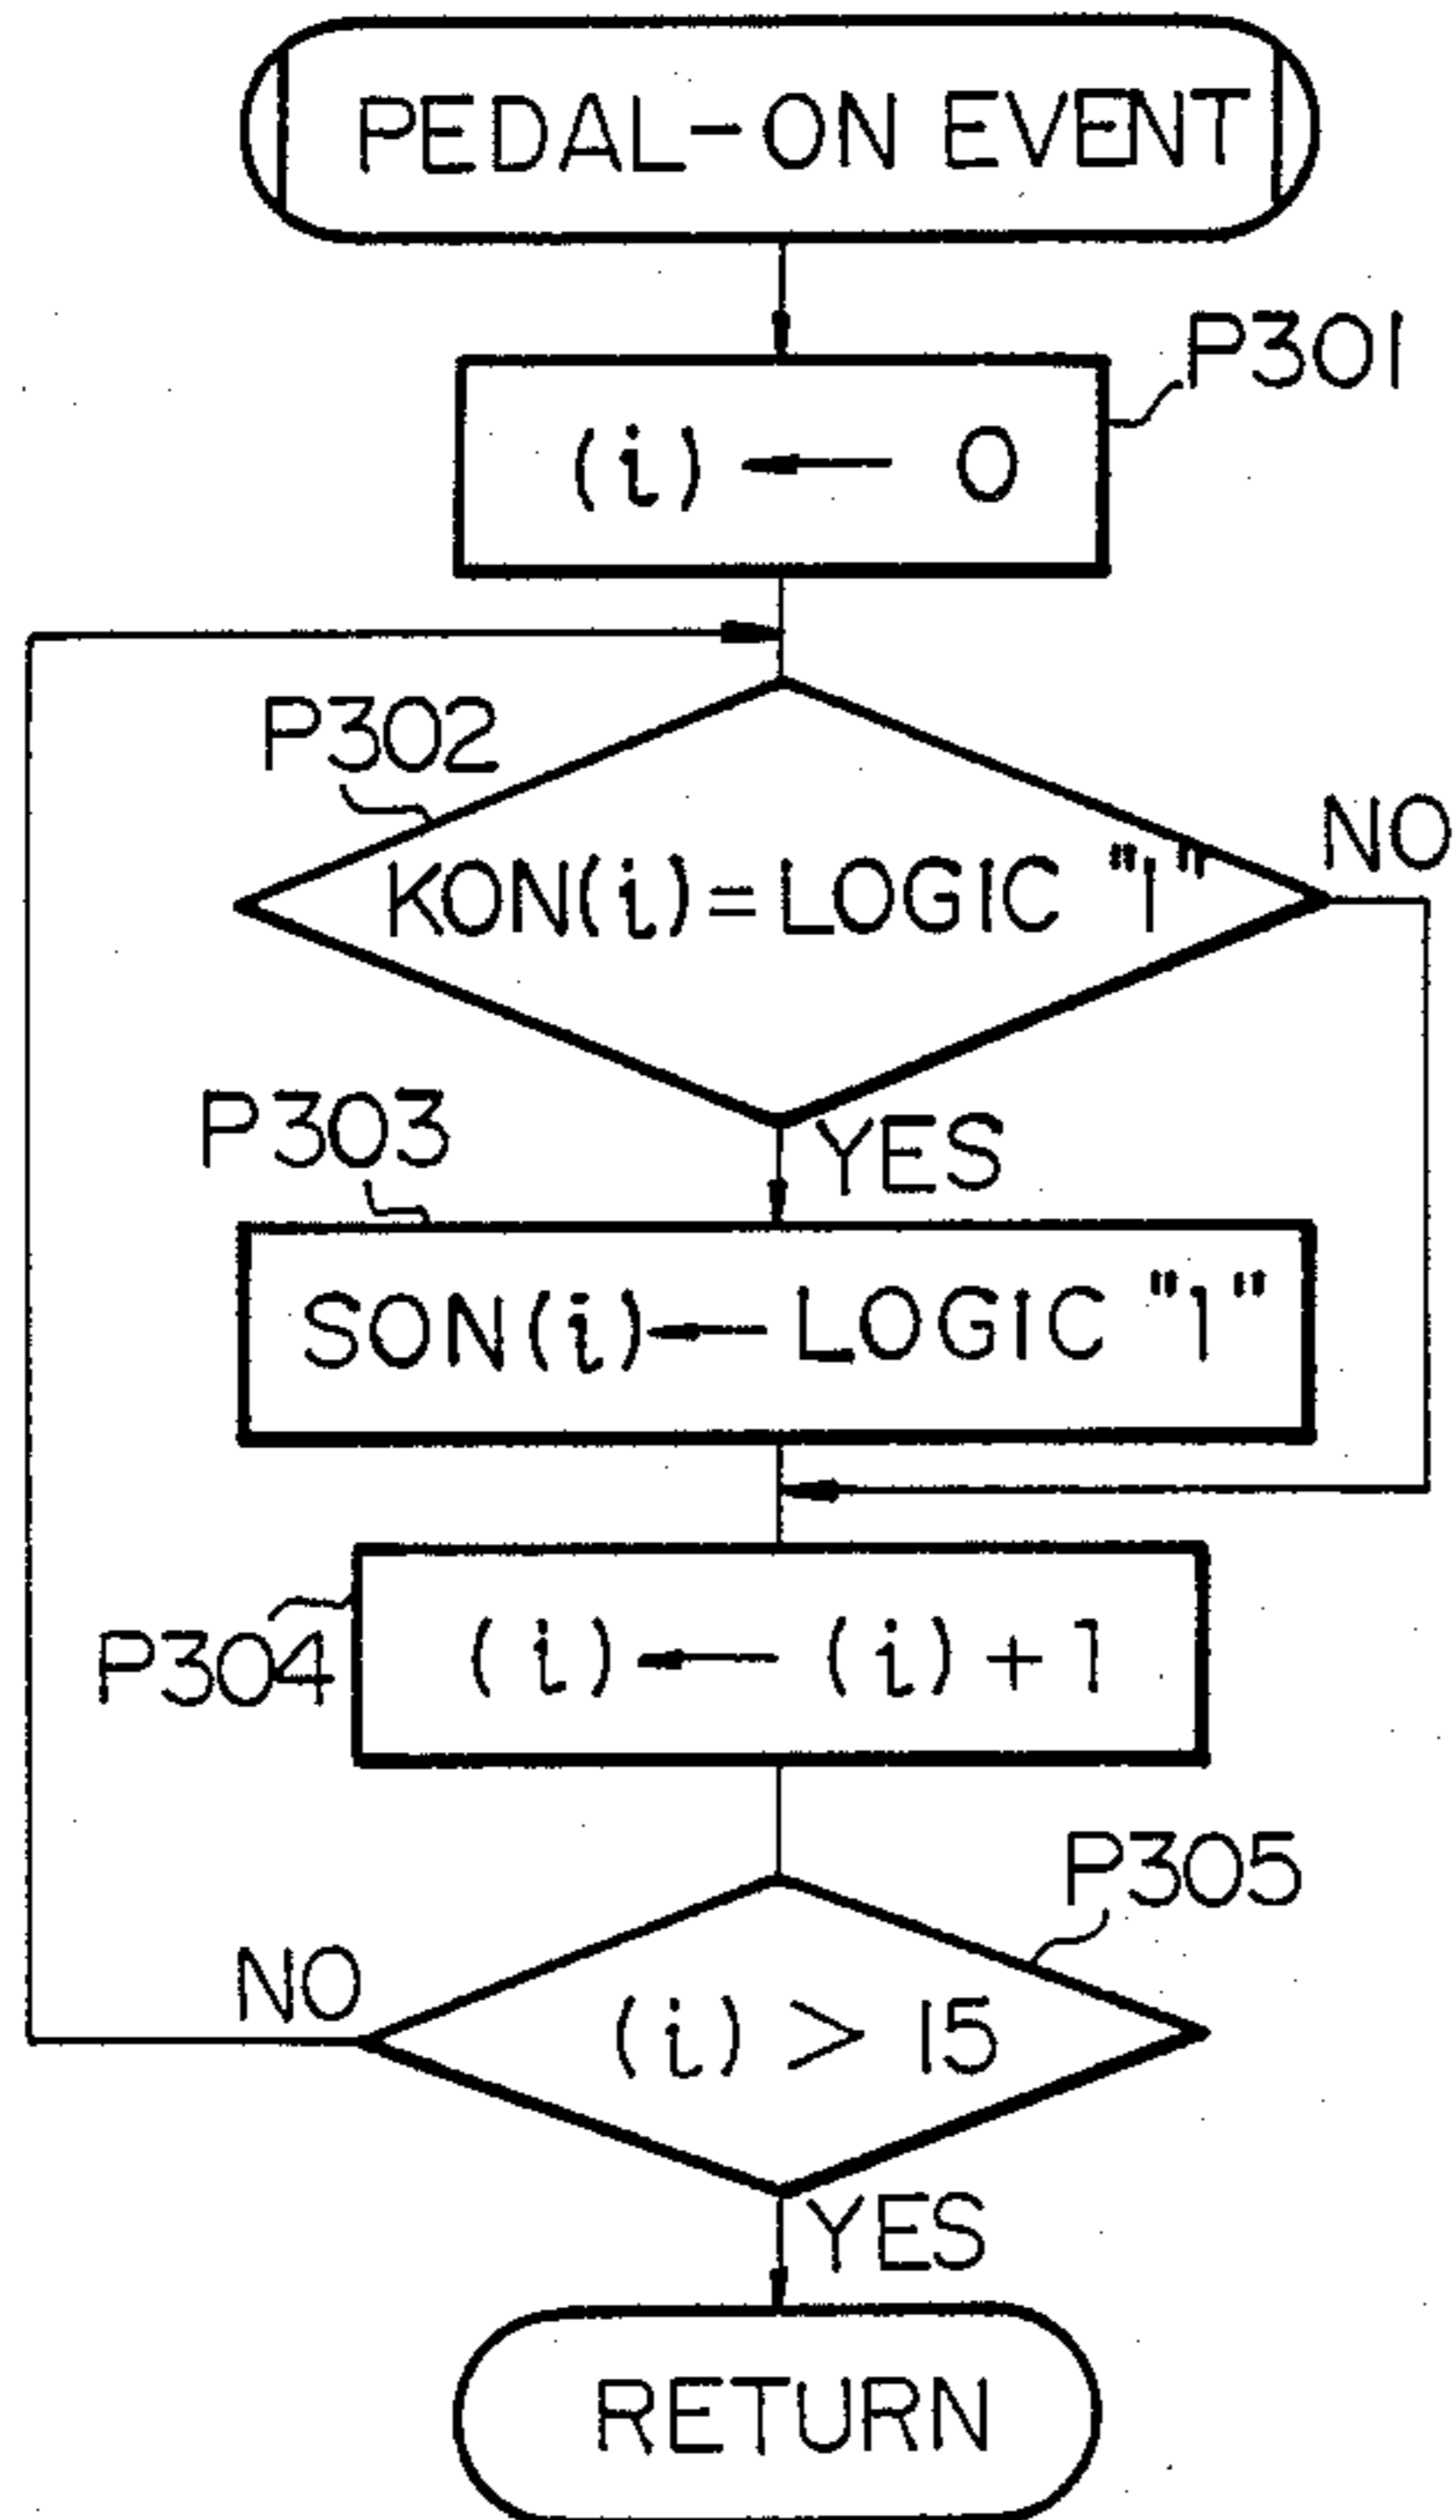 PEDAL-ON EVENT
P301
(i) ← 0
P302
KON(i)=LOGIC "1"
NO
YES
P303
SON(i)← LOGIC "1"
P304
(i)← (i)+1
P305
(i) > 15
NO
YES
RETURN